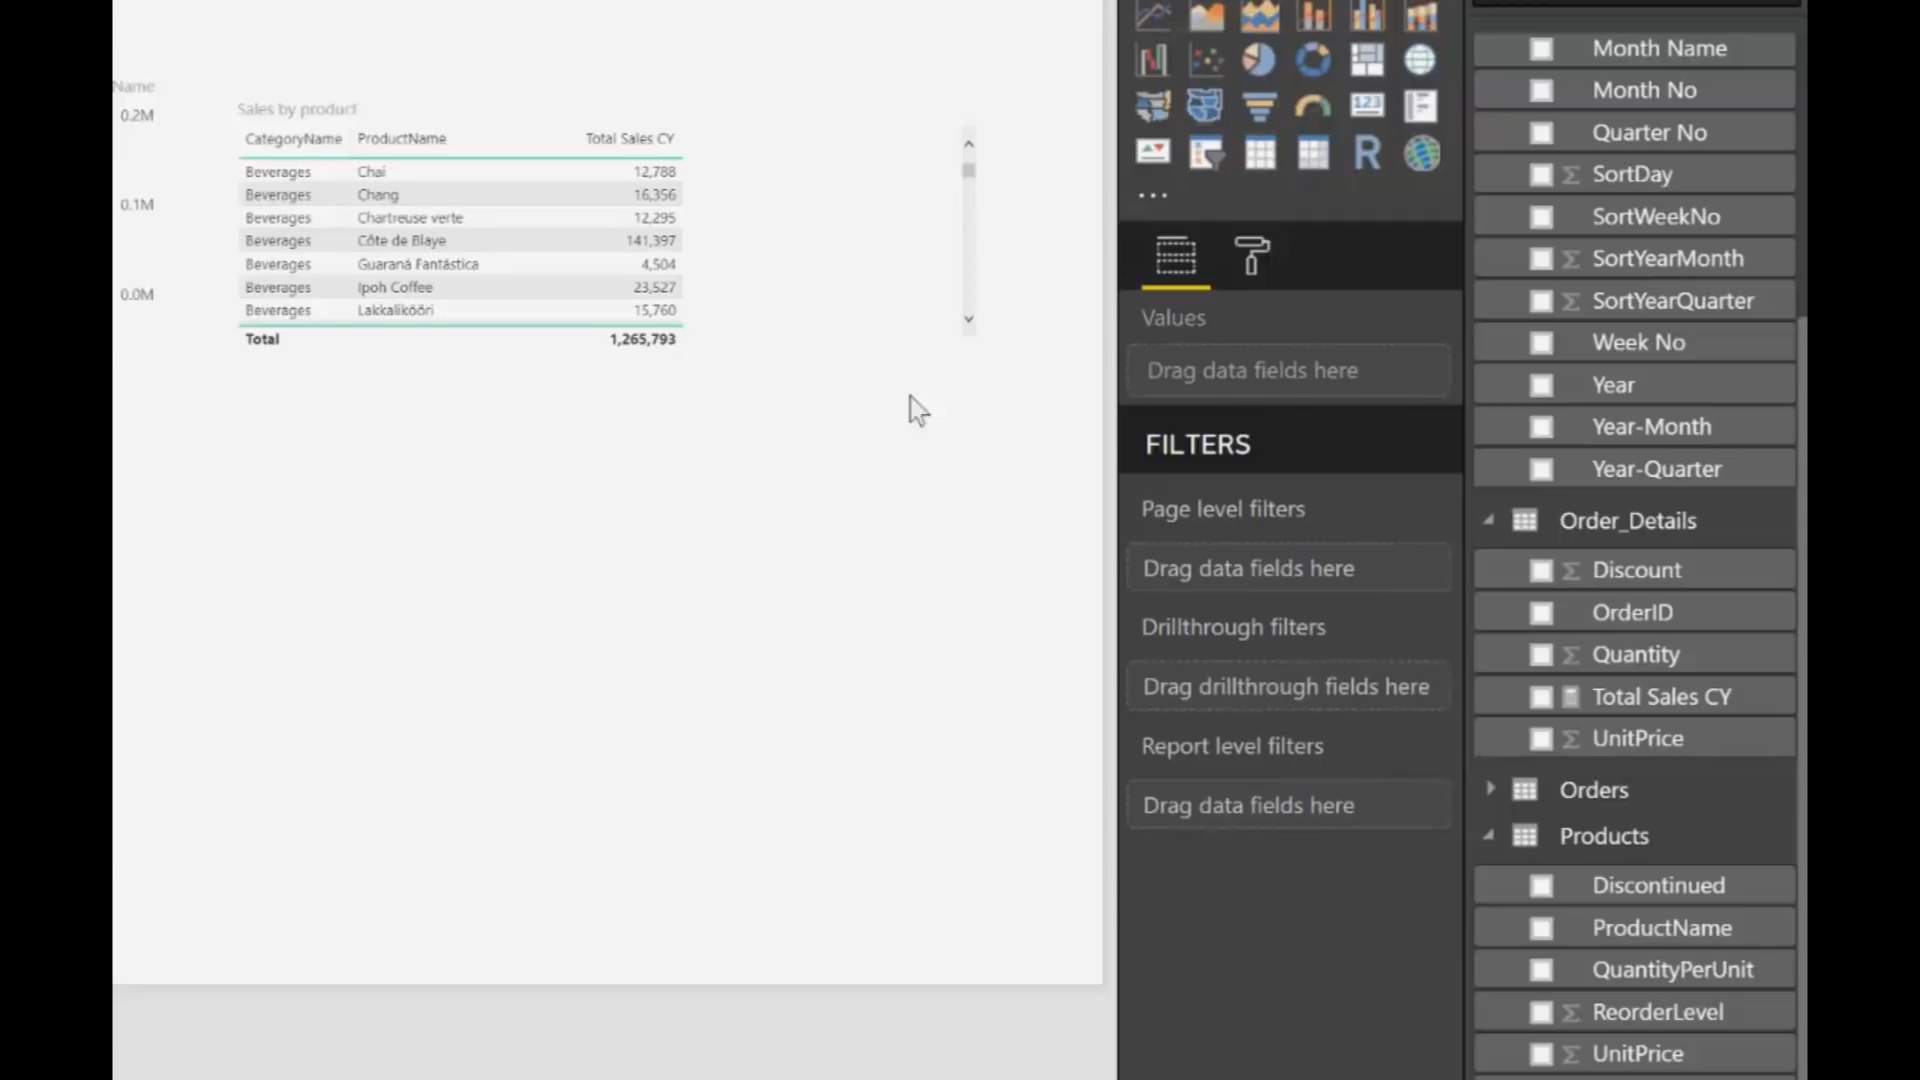 Name
0.2M
0.1M
0.0M
Sales by product
CategoryName ProductName Total Sales CY
Beverages Chai 12,788
Beverages Chang 16,356
Beverages Chartreuse verte 12,295
Beverages Côte de Blaye 141,397
Beverages Guaraná Fantástica 4,504
Beverages Ipoh Coffee 23,527
Beverages Lakkalikööri 15,760
Total 1,265,793
123
R
...
Values
Drag data fields here
FILTERS
Page level filters
Drag data fields here
Drillthrough filters
Drag drillthrough fields here
Report level filters
Drag data fields here
Month Name
Month No
Quarter No
Σ SortDay
SortWeekNo
Σ SortYearMonth
Σ SortYearQuarter
Week No
Year
Year-Month
Year-Quarter
Order_Details
Σ Discount
OrderID
Σ Quantity
Total Sales CY
Σ UnitPrice
Orders
Products
Discontinued
ProductName
QuantityPerUnit
Σ ReorderLevel
Σ UnitPrice